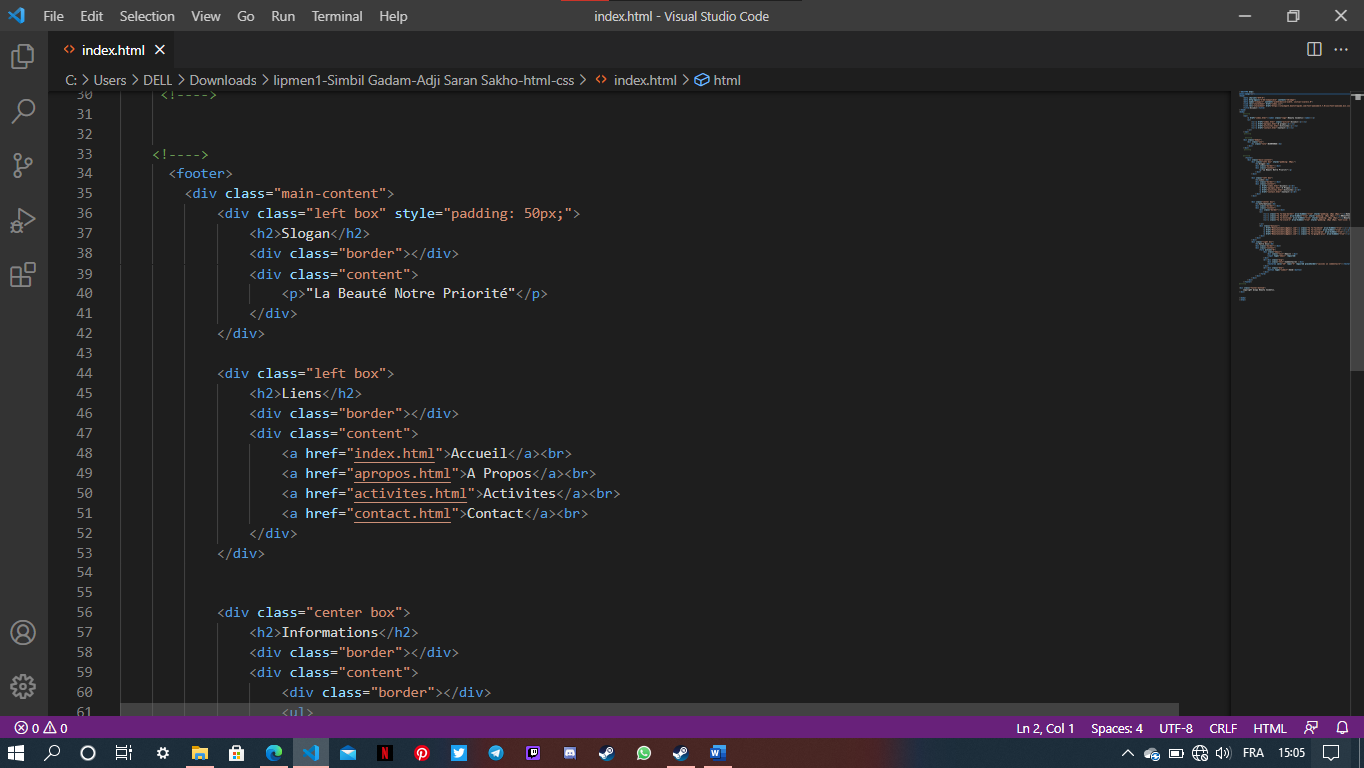 File Edit Selection View Go Run Terminal Help
index.html - Visual Studio Code
index.html
C: > Users > DELL > Downloads > lipmen1-Simbil Gadam-Adji Saran Sakho-html-css > index.html > html
30 <!---->
31
32
33 <!---->
34 <footer>
35 <div class="main-content">
36 <div class="left box" style="padding: 50px;">
37 <h2>Slogan</h2>
38 <div class="border"></div>
39 <div class="content">
40 <p>"La Beauté Notre Priorité"</p>
41 </div>
42 </div>
43
44 <div class="left box">
45 <h2>Liens</h2>
46 <div class="border"></div>
47 <div class="content">
48 <a href="index.html">Accueil</a><br>
49 <a href="apropos.html">A Propos</a><br>
50 <a href="activites.html">Activites</a><br>
51 <a href="contact.html">Contact</a><br>
52 </div>
53 </div>
54
55
56 <div class="center box">
57 <h2>Informations</h2>
58 <div class="border"></div>
59 <div class="content">
60 <div class="border"></div>
61 <ul>
0 0
Ln 2, Col 1 Spaces: 4 UTF-8 CRLF HTML
FRA 15:05